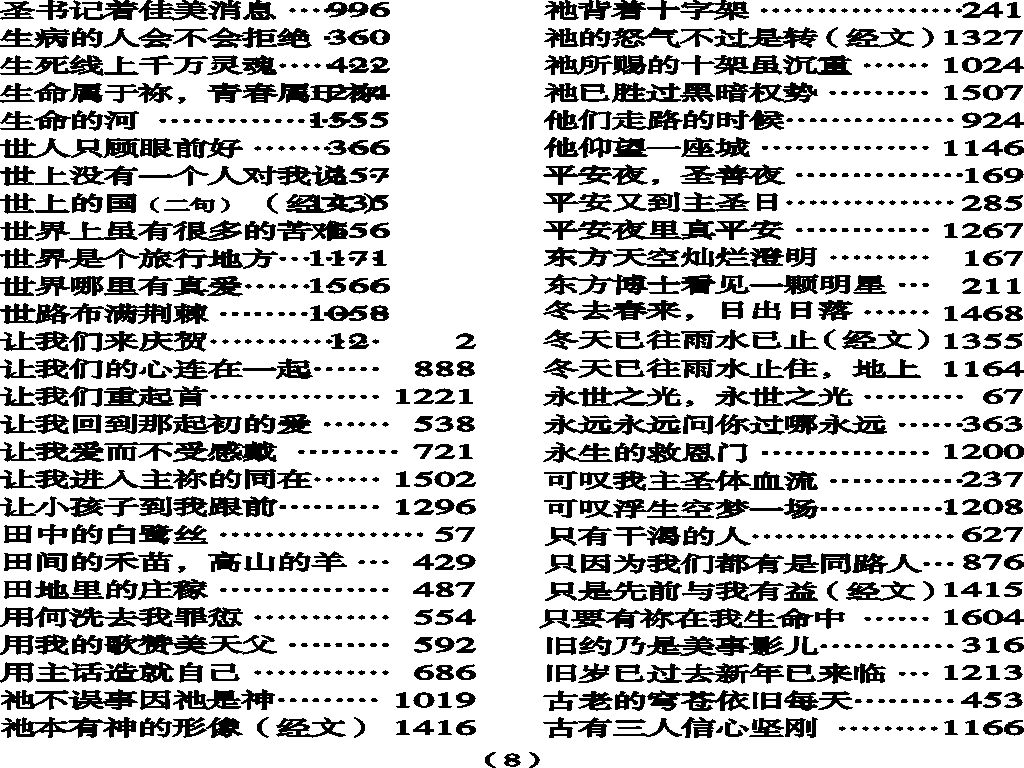 圣书记着佳美消息 …996
生病的人会不会拒绝 ·360
生死线上千万灵魂····422
生命属于祢，青春属于祢
生命的河 ·············1555
世人只顾眼前好 ·······366
世上没有一个人对我说 57
世上的国（二句）（经文）
世界上虽有很多的苦难 656
世界是个旅行地方···1171
世界哪里有真爱······1566
世路布满荆棘 ········1058
让我们来庆贺···········12· 2
让我们的心连在一起······ 888
让我们重起首··············· 1221
让我回到那起初的爱 ······ 538
让我爱而不受感戴 ········· 721
让我进入主祢的同在······ 1502
让小孩子到我跟前········· 1296
田中的白鹭丝 ·················· 57
田间的禾苗，高山的羊 ··· 429
田地里的庄稼 ··············· 487
用何洗去我罪愆 ············ 554
用我的歌赞美天父 ········· 592
用主话造就自己 ············ 686
祂不误事因祂是神·········· 1019
祂本有神的形像（经文） 1416
祂背着十字架 ··················241
祂的怒气不过是转（经文）1327
祂所赐的十架虽沉重 ······ 1024
祂已胜过黑暗权势 ········· 1507
他们走路的时候··············· 924
他仰望一座城 ··············· 1146
平安夜，圣善夜 ···············169
平安又到主圣日··············· 285
平安夜里真平安 ············ 1267
东方天空灿烂澄明 ········· 167
东方博士看见一颗明星 ··· 211
冬去春来，日出日落 ······ 1468
冬天已往雨水已止（经文）1355
冬天已往雨水止住，地上 1164
永世之光，永世之光 ········· 67
永远永远问你过哪永远 ······363
永生的救恩门 ··············· 1200
可叹我主圣体血流 ············237
可叹浮生空梦一场···········1208
只有干渴的人··················627
只因为我们都有是同路人···876
只是先前与我有益（经文）1415
只要有祢在我生命中 ······ 1604
旧约乃是美事影儿············ 316
旧岁已过去新年已来临 ··· 1213
古老的穹苍依旧每天·········453
古有三人信心坚刚 ·········1166
（8）